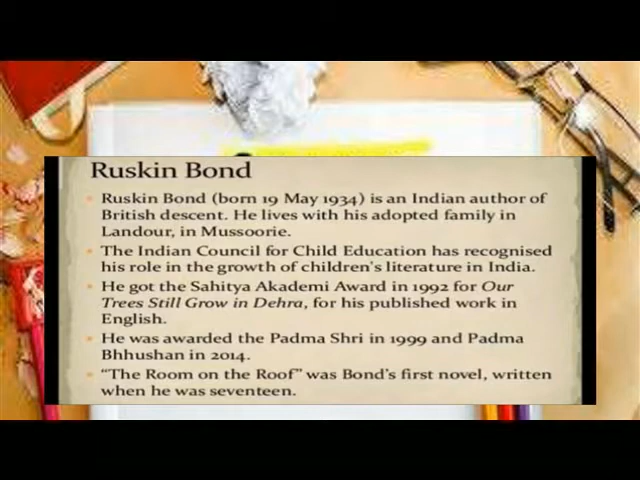 Ruskin Bond
Ruskin Bond (born 19 May 1934) is an Indian author of
British descent. He lives with his adopted family in
Landour, in Mussoorie.
The Indian Council for Child Education has recognised
his role in the growth of children's literature in India.
He got the Sahitya Akademi Award in 1992 for Our
Trees Still Grow in Dehra, for his published work in
English.
He was awarded the Padma Shri in 1999 and Padma
Bhhushan in 2014.
"The Room on the Roof" was Bond's first novel, written
when he was seventeen.